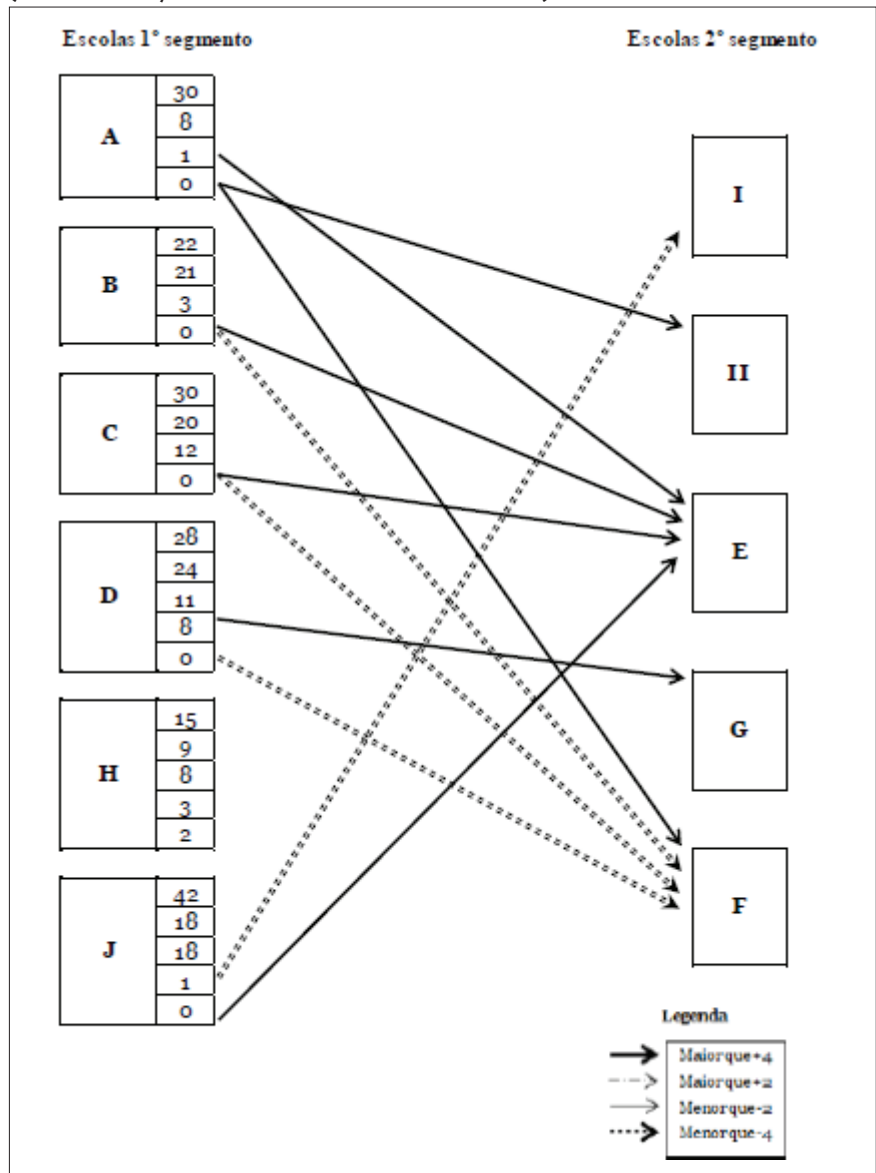 Escolas 1° segmento
Escolas 2° segmento
A
30
8
1
0
B
22
21
3
0
C
30
20
12
0
D
28
24
11
8
0
H
15
9
8
3
2
J
42
18
18
1
0
I
II
E
G
F
Legenda
Maiorque+4
Maiorque+2
Menorque-2
Menorque-4